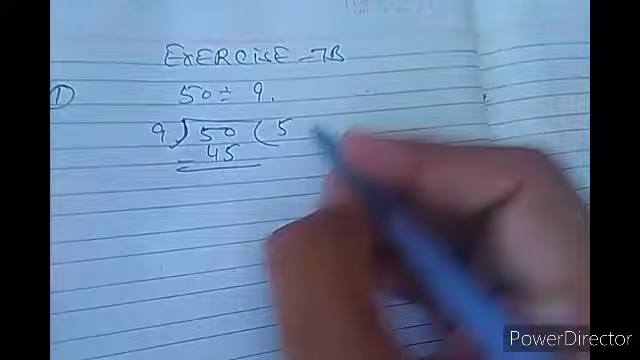 EXERCISE - 7B
① 50 ÷ 9.
9 ) 50 ( 5
- 45
PowerDirector